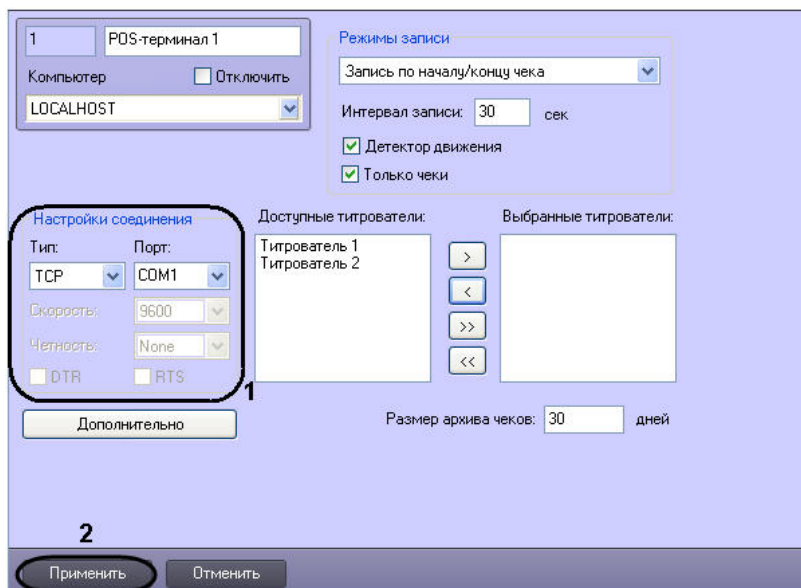 1 POS-терминал 1
Компьютер Отключить
LOCALHOST
Режимы записи
Запись по началу/концу чека
Интервал записи: 30 сек
Детектор движения
Только чеки
Настройки соединения
Тип: Порт:
TCP COM1
Скорость: 9600
Четность: None
DTR RTS
1
Доступные титрователи:
Титрователь 1
Титрователь 2
>
<
>>
<<
Выбранные титрователи:
Дополнительно
Размер архива чеков: 30 дней
2
Применить Отменить